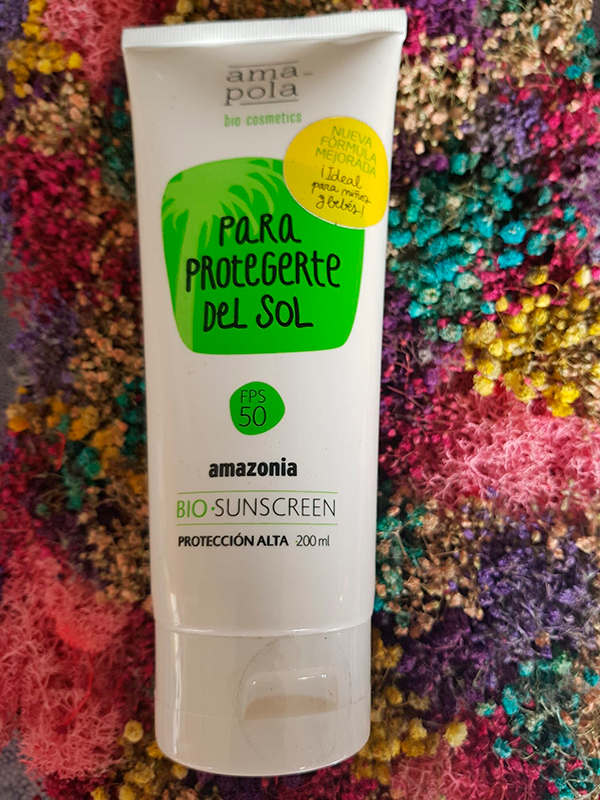 ama-
pola
bio·cosmetics
NUEVA
FÓRMULA
MEJORADA
¡Ideal
para niños
y bebés!
PARA
PROTEGERTE
DEL SOL
FPS
50
amazonia
BIO·SUNSCREEN
PROTECCIÓN ALTA ·200 ml